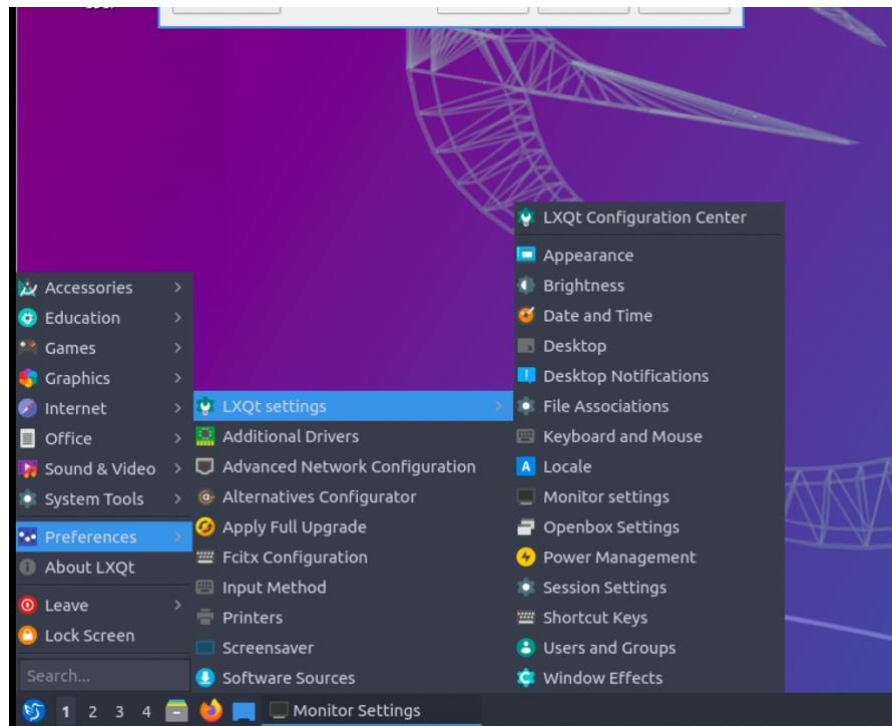 LXQt Configuration Center
Appearance
Brightness
Date and Time
Desktop
Desktop Notifications
File Associations
Keyboard and Mouse
Locale
Monitor settings
Openbox Settings
Power Management
Session Settings
Shortcut Keys
Users and Groups
Window Effects
Accessories
Education
Games
Graphics
Internet
Office
Sound & Video
System Tools
Preferences
About LXQt
Leave
Lock Screen
Search...
LXQt settings
Additional Drivers
Advanced Network Configuration
Alternatives Configurator
Apply Full Upgrade
Fcitx Configuration
Input Method
Printers
Screensaver
Software Sources
1 2 3 4 Monitor Settings